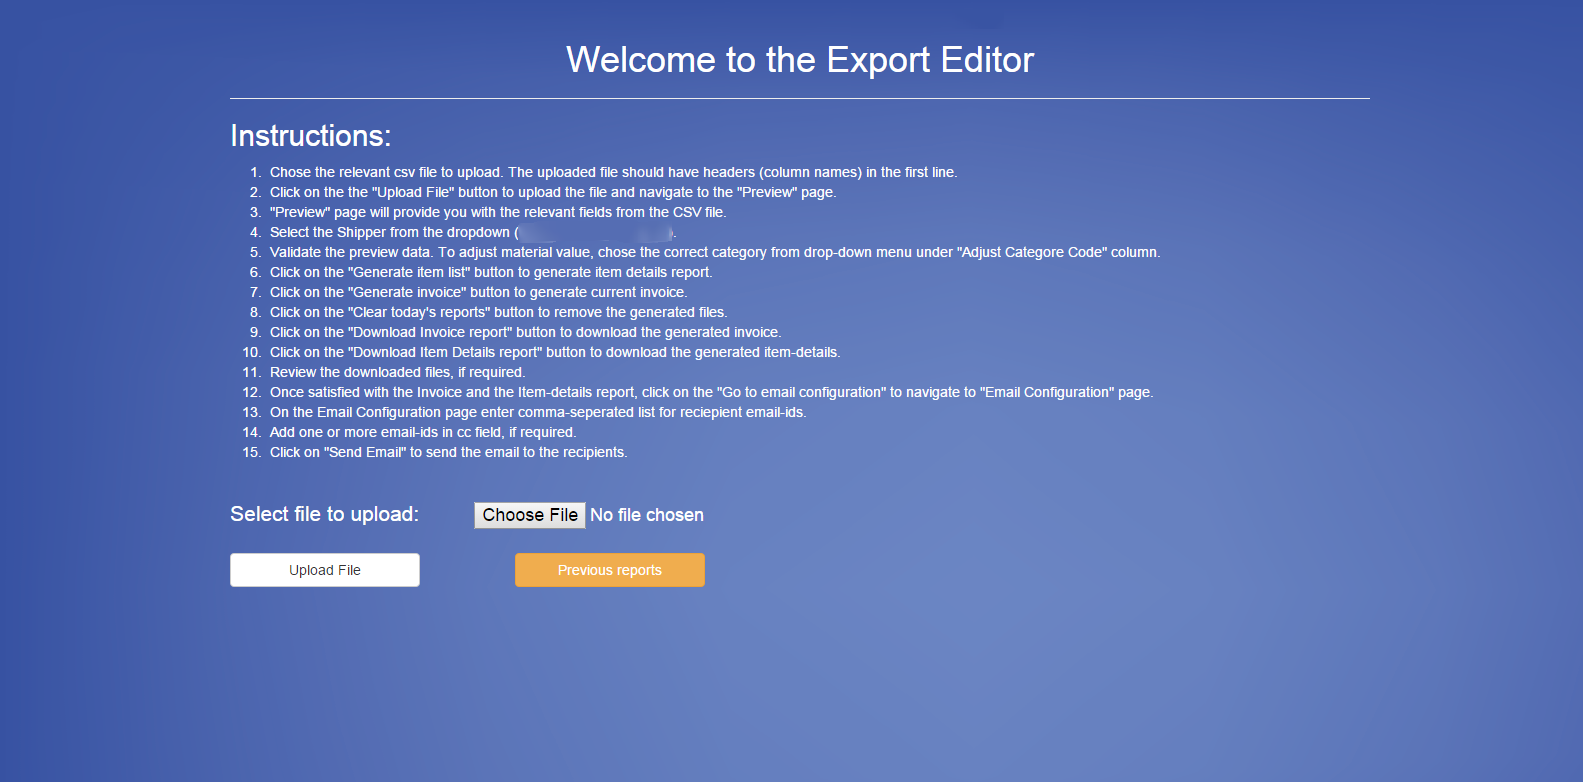 Welcome to the Export Editor
Instructions:
1. Chose the relevant csv file to upload. The uploaded file should have headers (column names) in the first line.
2. Click on the the "Upload File" button to upload the file and navigate to the "Preview" page.
3. "Preview" page will provide you with the relevant fields from the CSV file.
4. Select the Shipper from the dropdown ( ).
5. Validate the preview data. To adjust material value, chose the correct category from drop-down menu under "Adjust Categore Code" column.
6. Click on the "Generate item list" button to generate item details report.
7. Click on the "Generate invoice" button to generate current invoice.
8. Click on the "Clear today's reports" button to remove the generated files.
9. Click on the "Download Invoice report" button to download the generated invoice.
10. Click on the "Download Item Details report" button to download the generated item-details.
11. Review the downloaded files, if required.
12. Once satisfied with the Invoice and the Item-details report, click on the "Go to email configuration" to navigate to "Email Configuration" page.
13. On the Email Configuration page enter comma-seperated list for reciepient email-ids.
14. Add one or more email-ids in cc field, if required.
15. Click on "Send Email" to send the email to the recipients.
Select file to upload: Choose File No file chosen
Upload File Previous reports